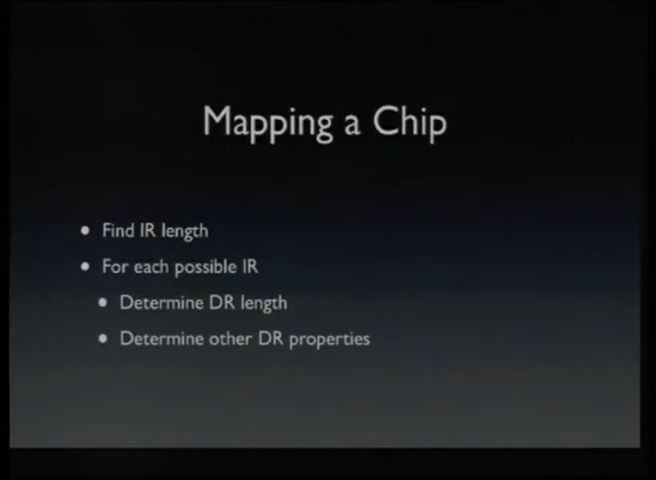 Mapping a Chip
• Find IR length
• For each possible IR
• Determine DR length
• Determine other DR properties